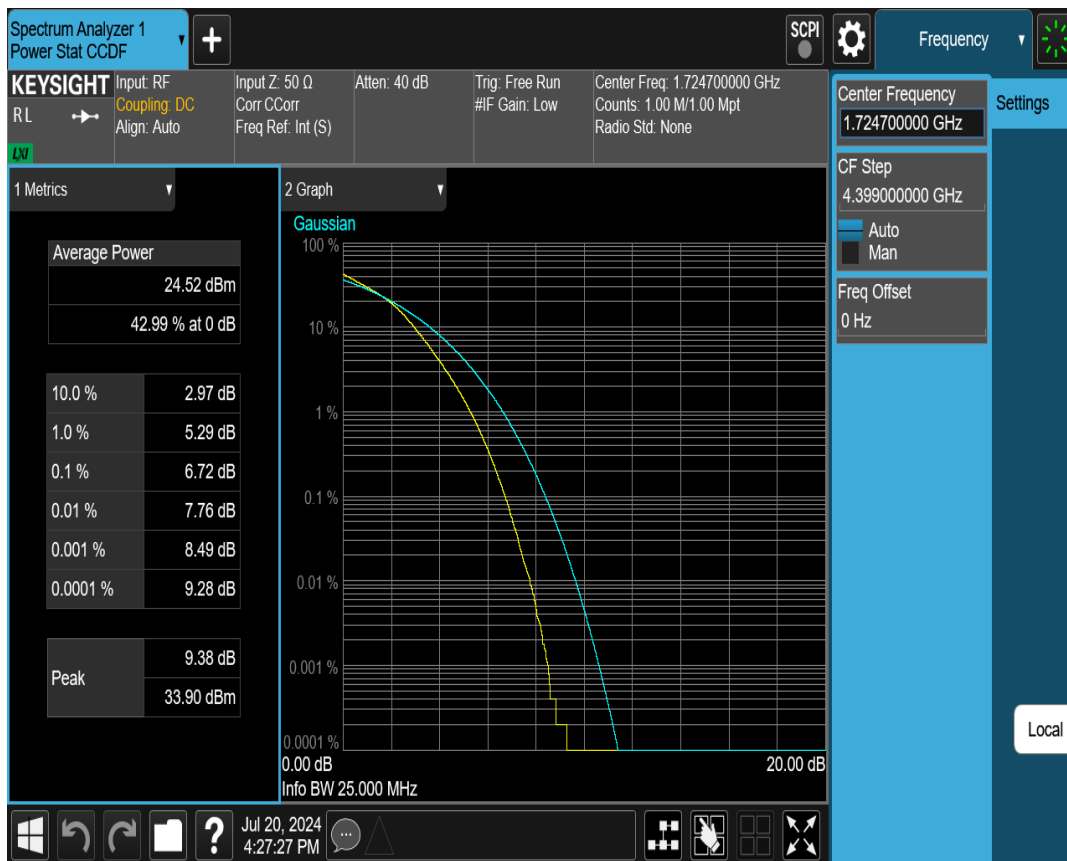 Spectrum Analyzer 1
Power Stat CCDF
+
SCPI
Frequency
KEYSIGHT
RL
LXI
Input: RF
Coupling: DC
Align: Auto
Input Z: 50 Ω
Corr CCorr
Freq Ref: Int (S)
Atten: 40 dB
Trig: Free Run
#IF Gain: Low
Center Freq: 1.724700000 GHz
Counts: 1.00 M/1.00 Mpt
Radio Std: None
Center Frequency
1.724700000 GHz
Settings
CF Step
4.399000000 GHz
Auto
Man
Freq Offset
0 Hz
Local
1 Metrics
Average Power
24.52 dBm
42.99 % at 0 dB
10.0 % 2.97 dB
1.0 % 5.29 dB
0.1 % 6.72 dB
0.01 % 7.76 dB
0.001 % 8.49 dB
0.0001 % 9.28 dB
Peak 9.38 dB
33.90 dBm
2 Graph
Gaussian
100 %
10 %
1 %
0.1 %
0.01 %
0.001 %
0.0001 %
0.00 dB 20.00 dB
Info BW 25.000 MHz
?
Jul 20, 2024
4:27:27 PM